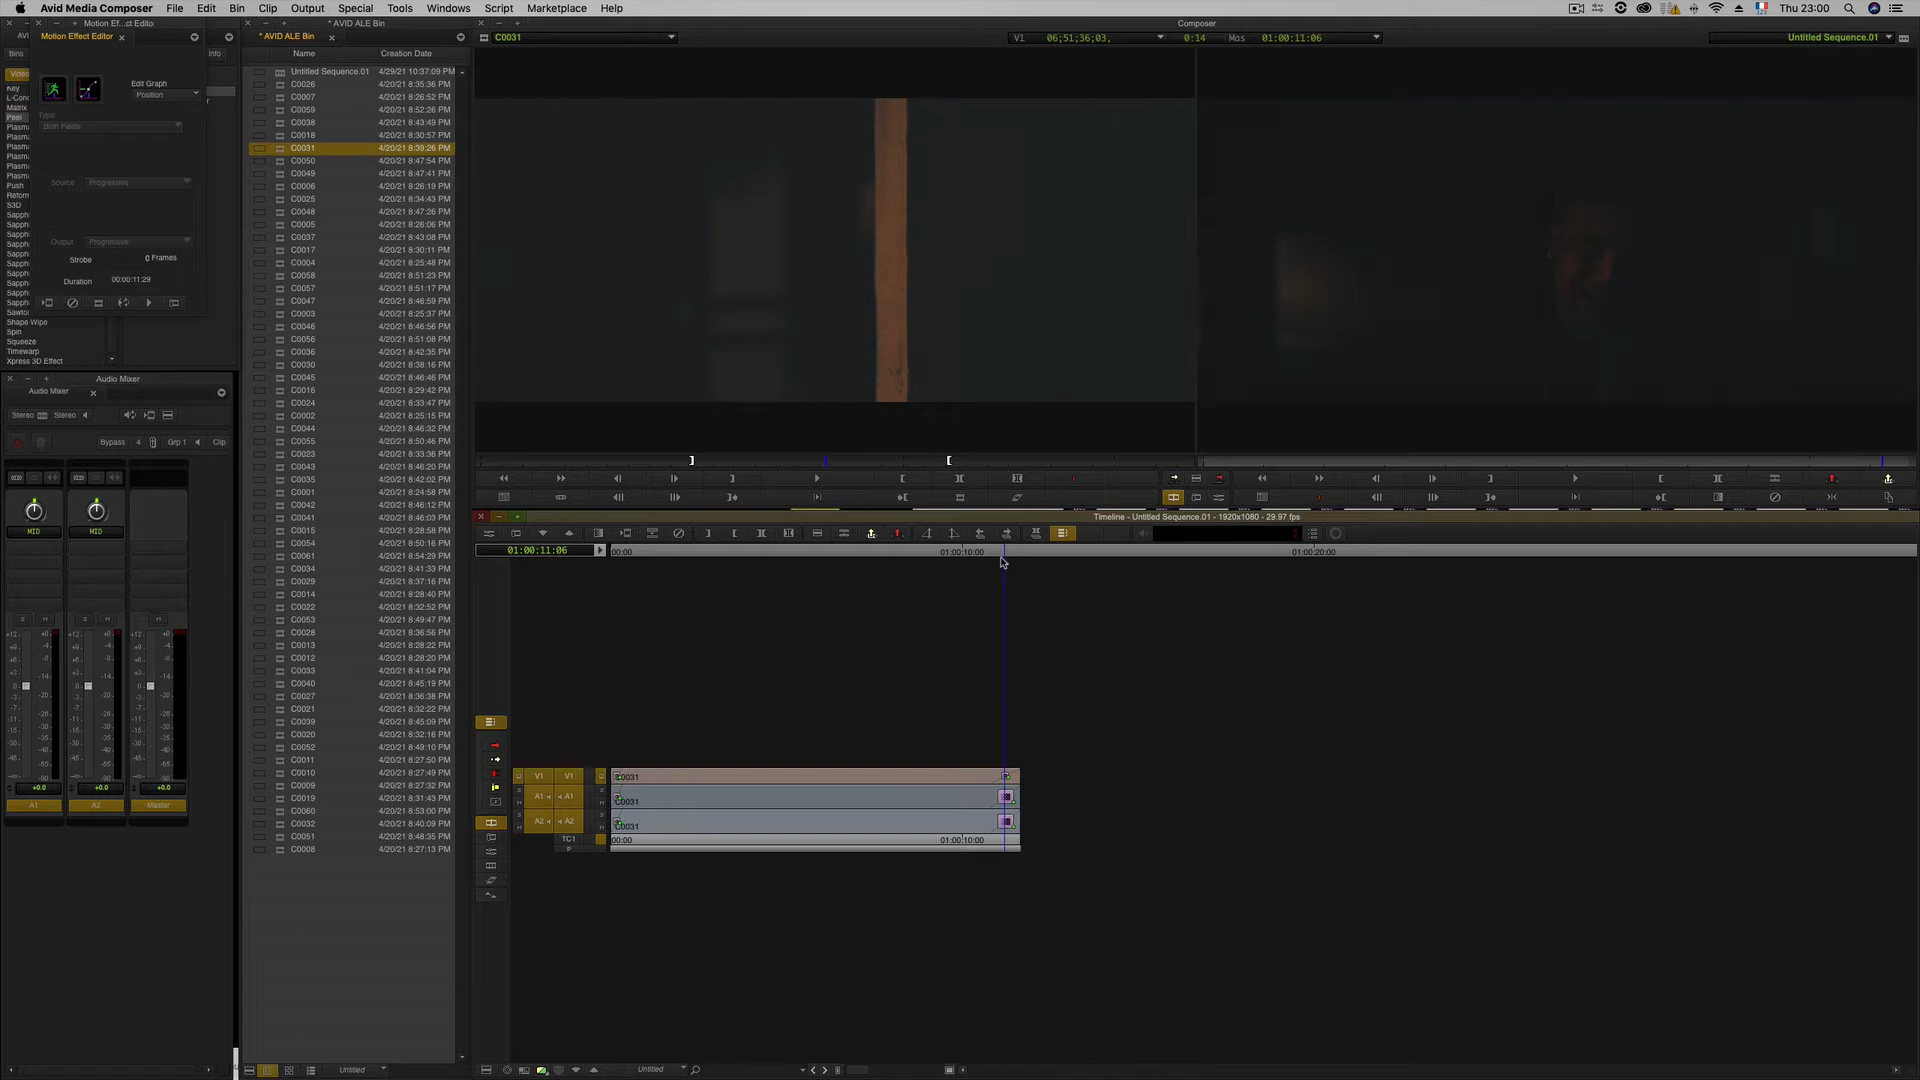 Avid Media Composer File Edit Bin Clip Output Special Tools Windows Script Marketplace Help Thu 23:00
Motion Ef...ct Edito
* AVID ALE Bin
Composer
Motion Effect Editor
* AVID ALE Bin
C0031
V1 06;51;36;03, 0:14 Mas 01:00:11:06
Untitled Sequence.01
Bins
Info
Name Creation Date
Video
Key
L-Conc
Matrix
Peel
Plasma
Plasma
Plasma
Plasma
Plasma
Plasma
Push
Reform
S3D
Sapph
Sapph
Sapph
Sapph
Sapph
Sapph
Sapph
Sapph
Sapph
Sapph
Sawto
Shape Wipe
Spin
Squeeze
Timewarp
Xpress 3D Effect
Edit Graph
Position
Type:
Both Fields
Source Progressive
Output Progressive
Strobe 0 Frames
Duration 00:00:11:29
Untitled Sequence.01 4/29/21 10:37:09 PM
C0026 4/20/21 8:35:36 PM
C0007 4/20/21 8:26:52 PM
C0059 4/20/21 8:52:26 PM
C0038 4/20/21 8:43:49 PM
C0018 4/20/21 8:30:57 PM
C0031 4/20/21 8:39:26 PM
C0050 4/20/21 8:47:54 PM
C0049 4/20/21 8:47:41 PM
C0006 4/20/21 8:26:19 PM
C0025 4/20/21 8:34:43 PM
C0048 4/20/21 8:47:26 PM
C0005 4/20/21 8:26:06 PM
C0037 4/20/21 8:43:08 PM
C0017 4/20/21 8:30:11 PM
C0004 4/20/21 8:25:48 PM
C0058 4/20/21 8:51:23 PM
C0057 4/20/21 8:51:17 PM
C0047 4/20/21 8:46:59 PM
C0003 4/20/21 8:25:37 PM
C0046 4/20/21 8:46:56 PM
C0056 4/20/21 8:51:08 PM
C0036 4/20/21 8:42:35 PM
C0030 4/20/21 8:38:16 PM
C0045 4/20/21 8:46:46 PM
C0016 4/20/21 8:29:42 PM
C0024 4/20/21 8:33:47 PM
C0002 4/20/21 8:25:15 PM
C0044 4/20/21 8:46:32 PM
C0055 4/20/21 8:50:46 PM
C0023 4/20/21 8:33:36 PM
C0043 4/20/21 8:46:20 PM
C0035 4/20/21 8:42:02 PM
C0001 4/20/21 8:24:58 PM
C0042 4/20/21 8:46:12 PM
C0041 4/20/21 8:46:03 PM
C0015 4/20/21 8:28:58 PM
C0054 4/20/21 8:50:16 PM
C0061 4/20/21 8:54:29 PM
C0034 4/20/21 8:41:33 PM
C0029 4/20/21 8:37:16 PM
C0014 4/20/21 8:28:40 PM
C0022 4/20/21 8:32:52 PM
C0053 4/20/21 8:49:47 PM
C0028 4/20/21 8:36:56 PM
C0013 4/20/21 8:28:22 PM
C0012 4/20/21 8:28:20 PM
C0033 4/20/21 8:41:04 PM
C0040 4/20/21 8:45:19 PM
C0027 4/20/21 8:36:38 PM
C0021 4/20/21 8:32:22 PM
C0039 4/20/21 8:45:09 PM
C0020 4/20/21 8:32:16 PM
C0052 4/20/21 8:49:10 PM
C0011 4/20/21 8:27:50 PM
C0010 4/20/21 8:27:49 PM
C0009 4/20/21 8:27:32 PM
C0019 4/20/21 8:31:43 PM
C0060 4/20/21 8:53:00 PM
C0032 4/20/21 8:40:09 PM
C0051 4/20/21 8:48:35 PM
C0008 4/20/21 8:27:13 PM
Untitled
Audio Mixer
Audio Mixer
Stereo Stereo
Bypass 4 Grp 1 Clip
MID MID
S M S M M
+0.0 +0.0 +0.0
A1 A2 Master
Timeline - Untitled Sequence.01 - 1920x1080 - 29.97 fps
01:00:11:06
:00:00 01:00:10:00 01:00:20:00
V1 V1 C0031
A1 A1 C0031
A2 A2 C0031
TC1 :00:00 01:00:10:00
P
Untitled